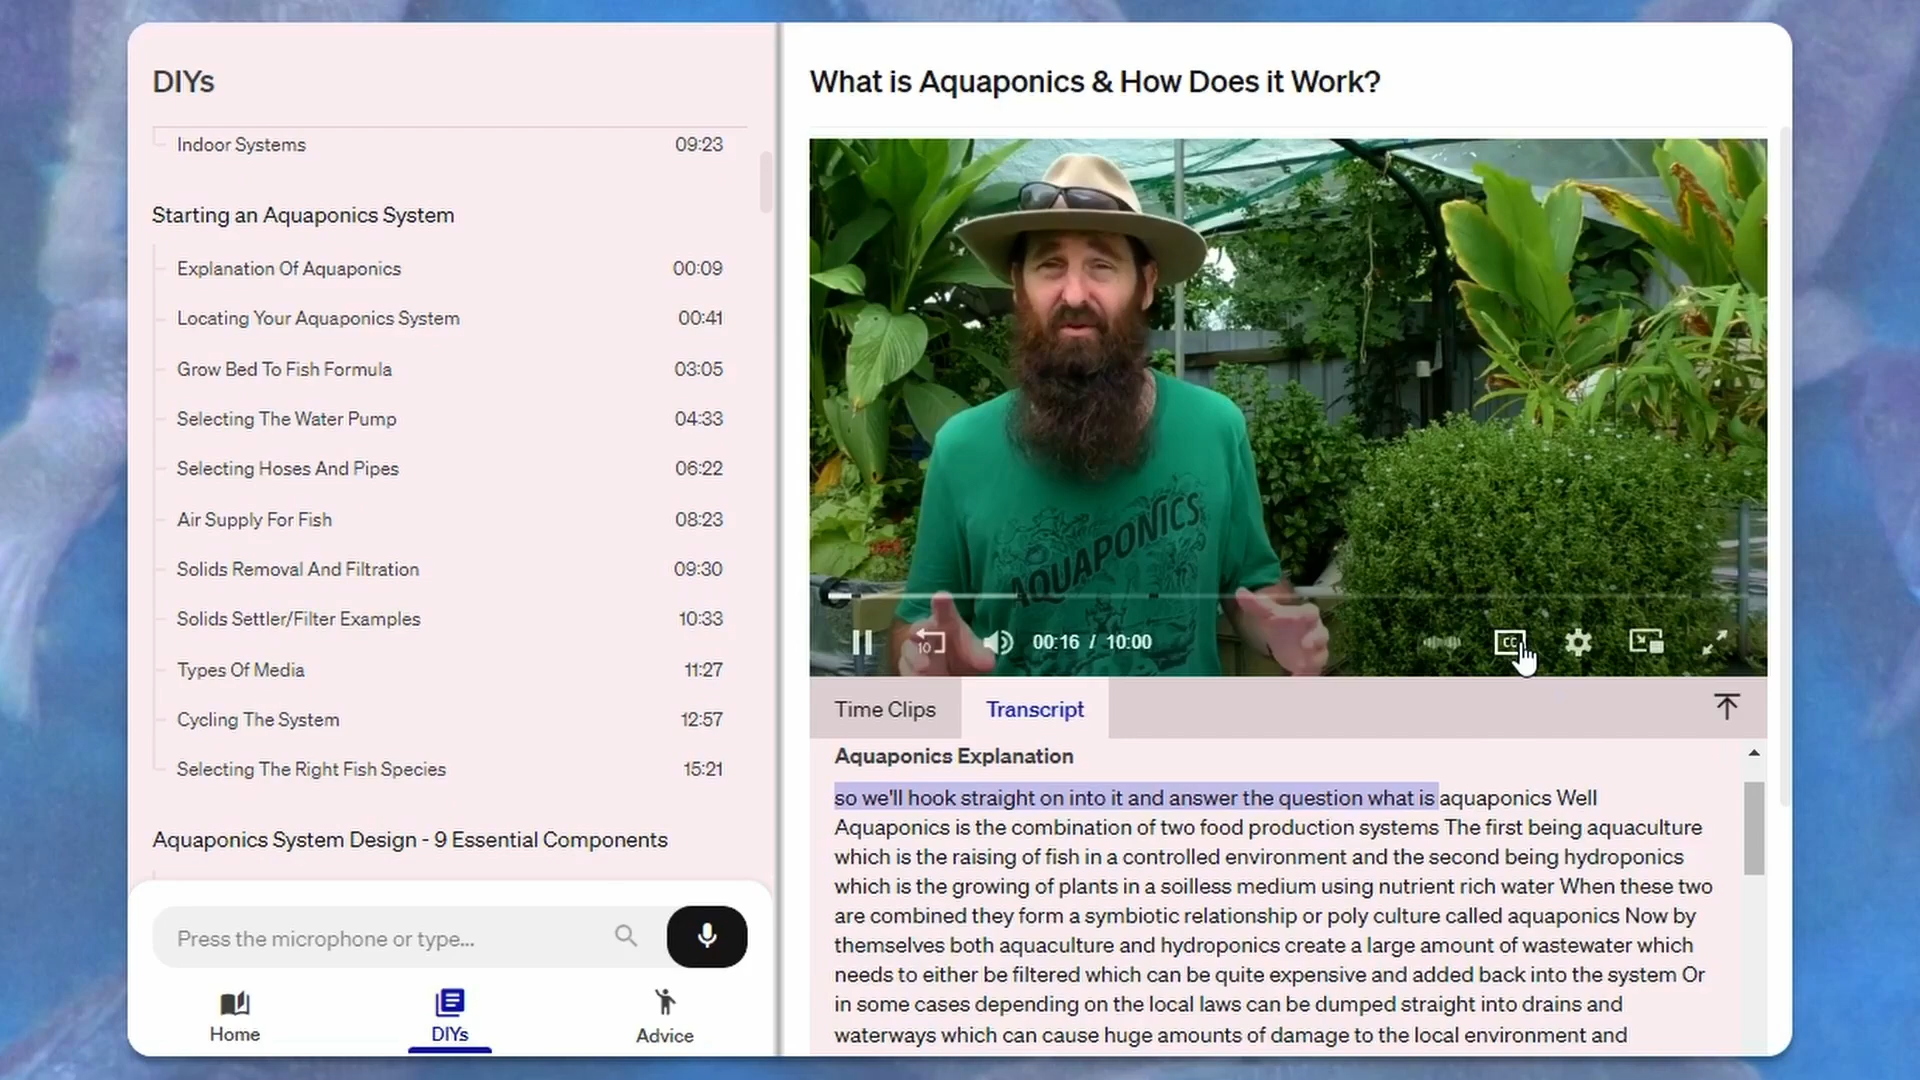 DIYs
Indoor Systems 09:23
Starting an Aquaponics System
Explanation Of Aquaponics 00:09
Locating Your Aquaponics System 00:41
Grow Bed To Fish Formula 03:05
Selecting The Water Pump 04:33
Selecting Hoses And Pipes 06:22
Air Supply For Fish 08:23
Solids Removal And Filtration 09:30
Solids Settler/Filter Examples 10:33
Types Of Media 11:27
Cycling The System 12:57
Selecting The Right Fish Species 15:21
Aquaponics System Design - 9 Essential Components
Press the microphone or type...
Home DIYs Advice
What is Aquaponics & How Does it Work?
AQUAPONICS
10 00:16 / 10:00 CC
Time Clips Transcript
Aquaponics Explanation
so we'll hook straight on into it and answer the question what is aquaponics Well
Aquaponics is the combination of two food production systems The first being aquaculture
which is the raising of fish in a controlled environment and the second being hydroponics
which is the growing of plants in a soilless medium using nutrient rich water When these two
are combined they form a symbiotic relationship or poly culture called aquaponics Now by
themselves both aquaculture and hydroponics create a large amount of wastewater which
needs to either be filtered which can be quite expensive and added back into the system Or
in some cases depending on the local laws can be dumped straight into drains and
waterways which can cause huge amounts of damage to the local environment and